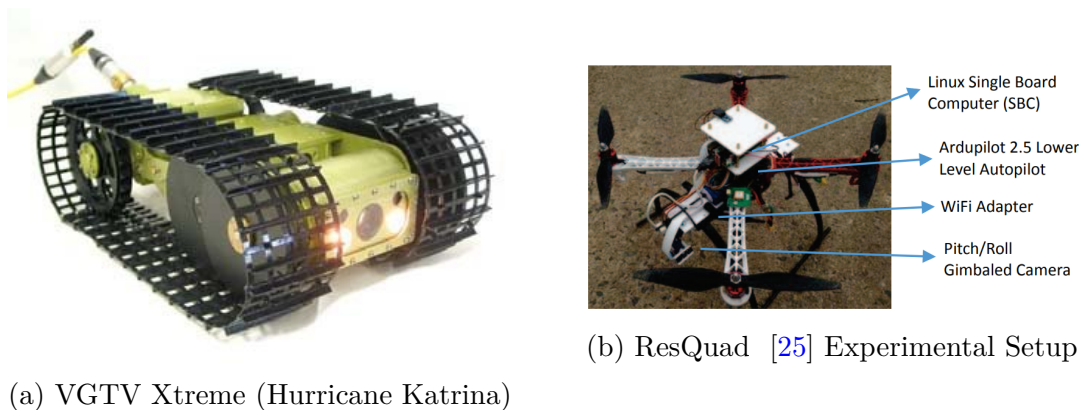 Linux Single Board
Computer (SBC)
Ardupilot 2.5 Lower
Level Autopilot
WiFi Adapter
Pitch/Roll
Gimbaled Camera
(b) ResQuad [25] Experimental Setup
(a) VGTV Xtreme (Hurricane Katrina)